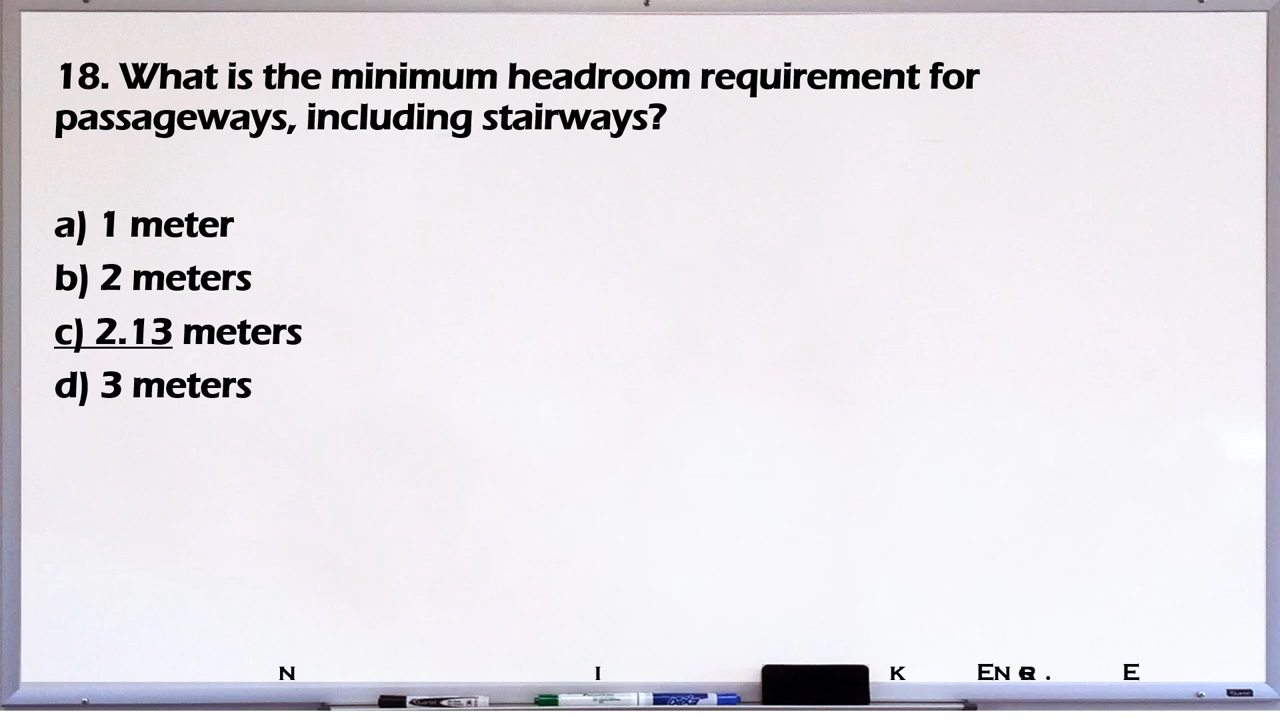 18. What is the minimum headroom requirement for
passageways, including stairways?
a) 1 meter
b) 2 meters
c) 2.13 meters
d) 3 meters
N I K E